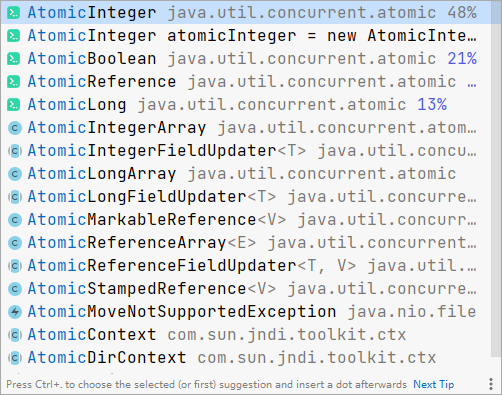 AtomicInteger java.util.concurrent.atomic 48%
AtomicInteger atomicInteger = new AtomicInte…
AtomicBoolean java.util.concurrent.atomic 21%
AtomicReference java.util.concurrent.atomic …
AtomicLong java.util.concurrent.atomic 13%
AtomicIntegerArray java.util.concurrent.atom…
AtomicIntegerFieldUpdater<T> java.util.concu…
AtomicLongArray java.util.concurrent.atomic
AtomicLongFieldUpdater<T> java.util.concurre…
AtomicMarkableReference<V> java.util.concurr…
AtomicReferenceArray<E> java.util.concurrent…
AtomicReferenceFieldUpdater<T, V> java.util.…
AtomicStampedReference<V> java.util.concurre…
AtomicMoveNotSupportedException java.nio.file
AtomicContext com.sun.jndi.toolkit.ctx
AtomicDirContext com.sun.jndi.toolkit.ctx
Press Ctrl+. to choose the selected (or first) suggestion and insert a dot afterwards Next Tip